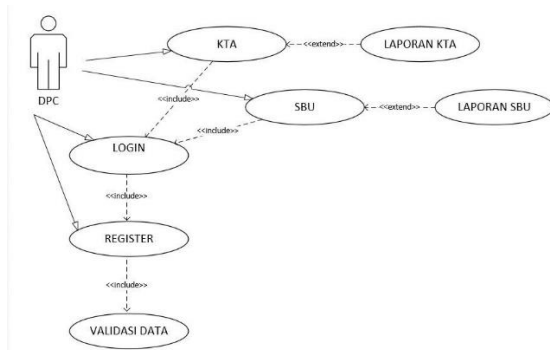 KTA
<<extend>>
LAPORAN KTA
DPC
<<include>>
SBU
<<extend>>
LAPORAN SBU
<<include>>
LOGIN
<<include>>
REGISTER
<<include>>
VALIDASI DATA